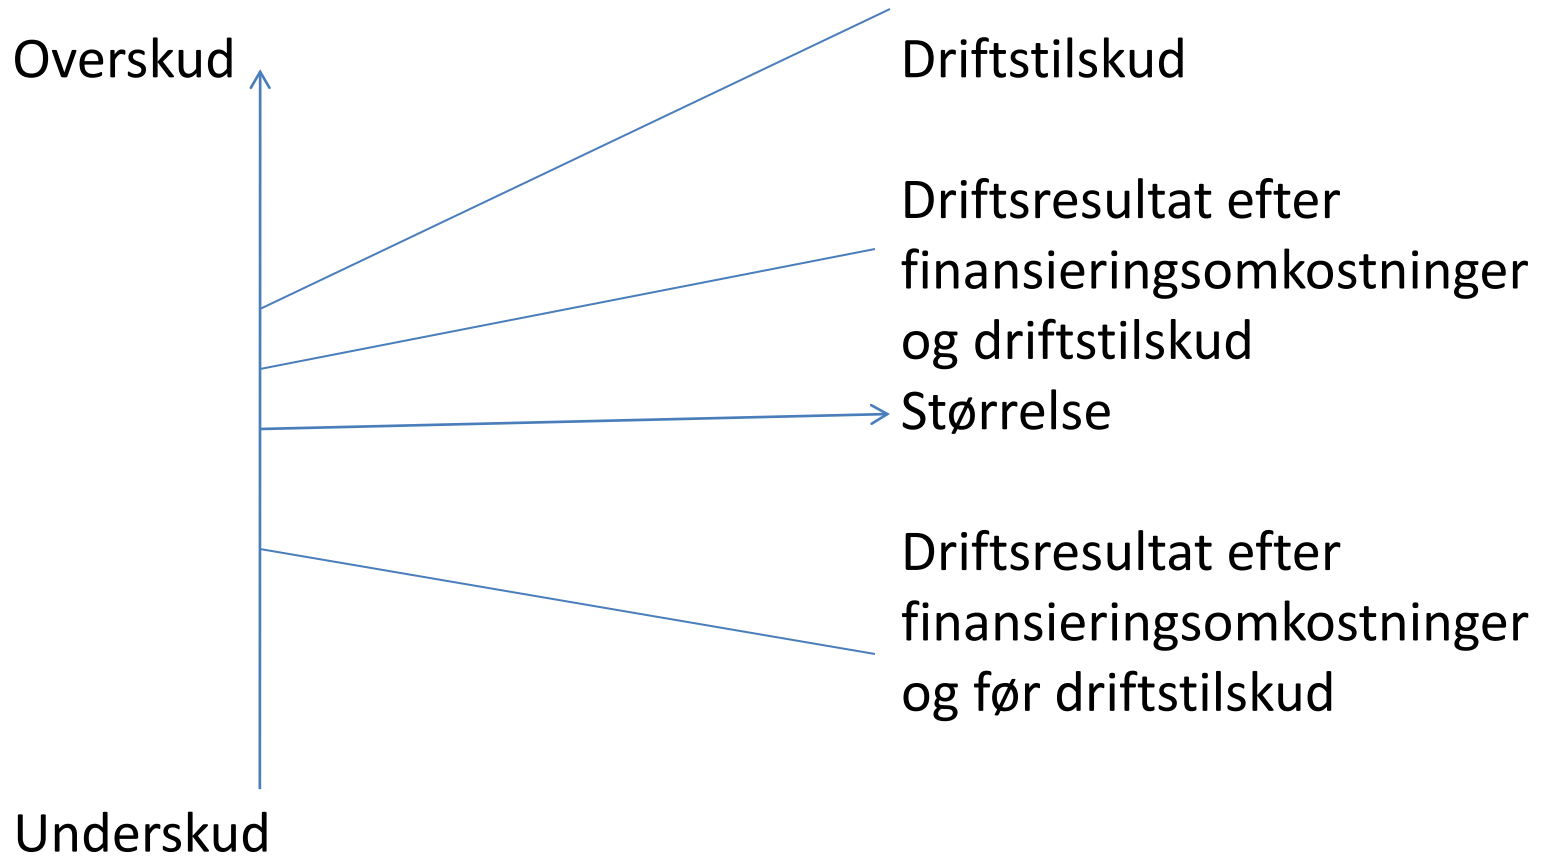 Overskud
Driftstilskud
Driftsresultat efter
finansieringsomkostninger
og driftstilskud
Størrelse
Driftsresultat efter
finansieringsomkostninger
og før driftstilskud
Underskud